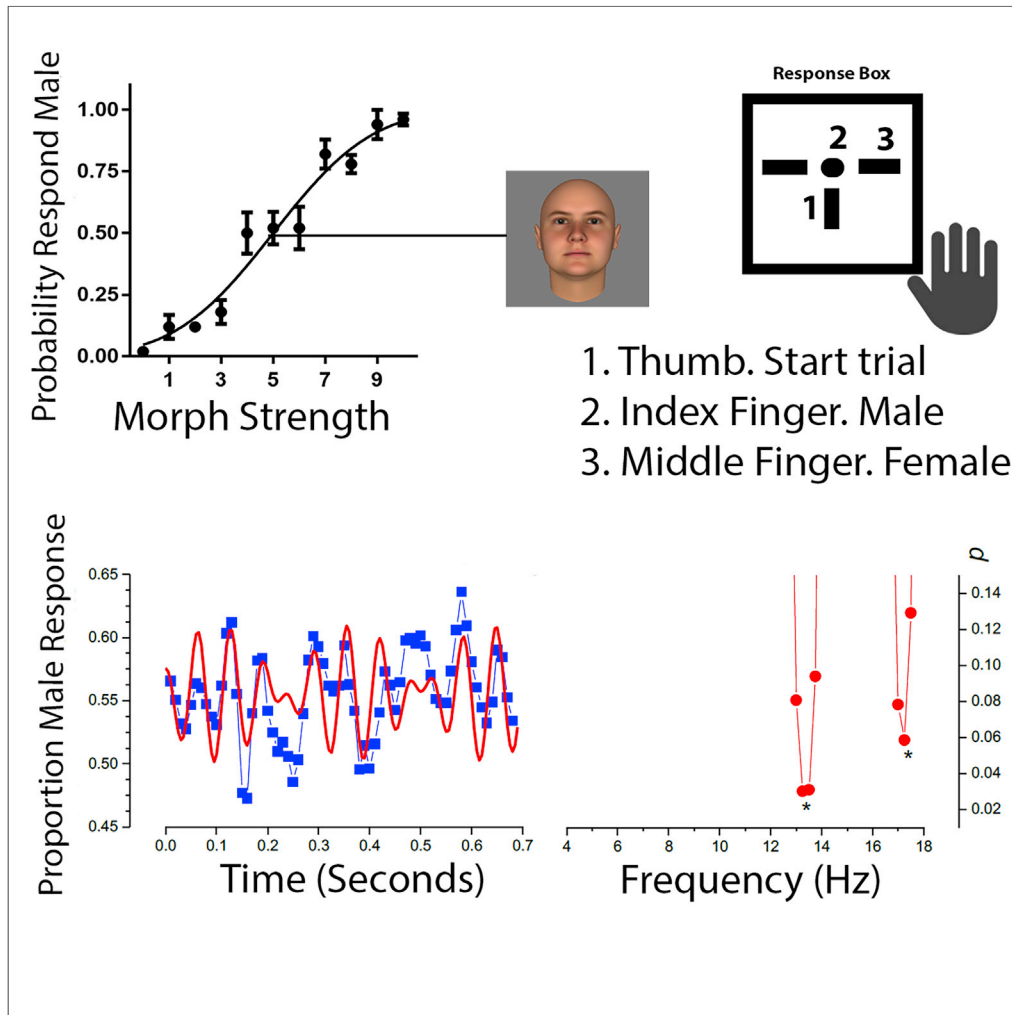 Probability Respond Male
1.00
0.75
0.50
0.25
0.00
1 3 5 7 9
Morph Strength
Response Box
2 3
1
1. Thumb. Start trial
2. Index Finger. Male
3. Middle Finger. Female
Proportion Male Response
0.65
0.60
0.55
0.50
0.45
0.0 0.1 0.2 0.3 0.4 0.5 0.6 0.7
Time (Seconds)
p
0.14
0.12
0.10
0.08
0.06
0.04
0.02
*
*
4 6 8 10 12 14 16 18
Frequency (Hz)